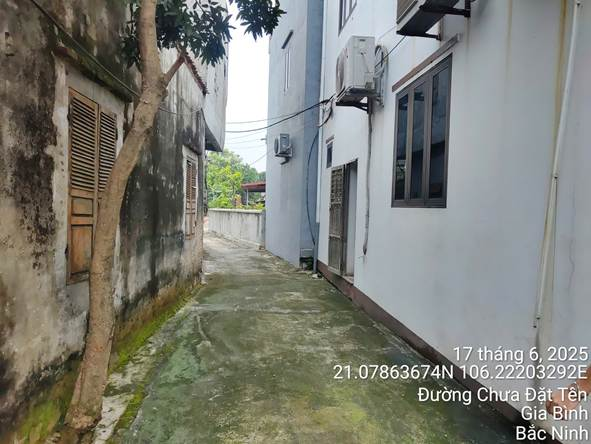 17 tháng 6, 2025
21.07863674N 106.22203292E
Đường Chưa Đặt Tên
Gia Bình
Bắc Ninh